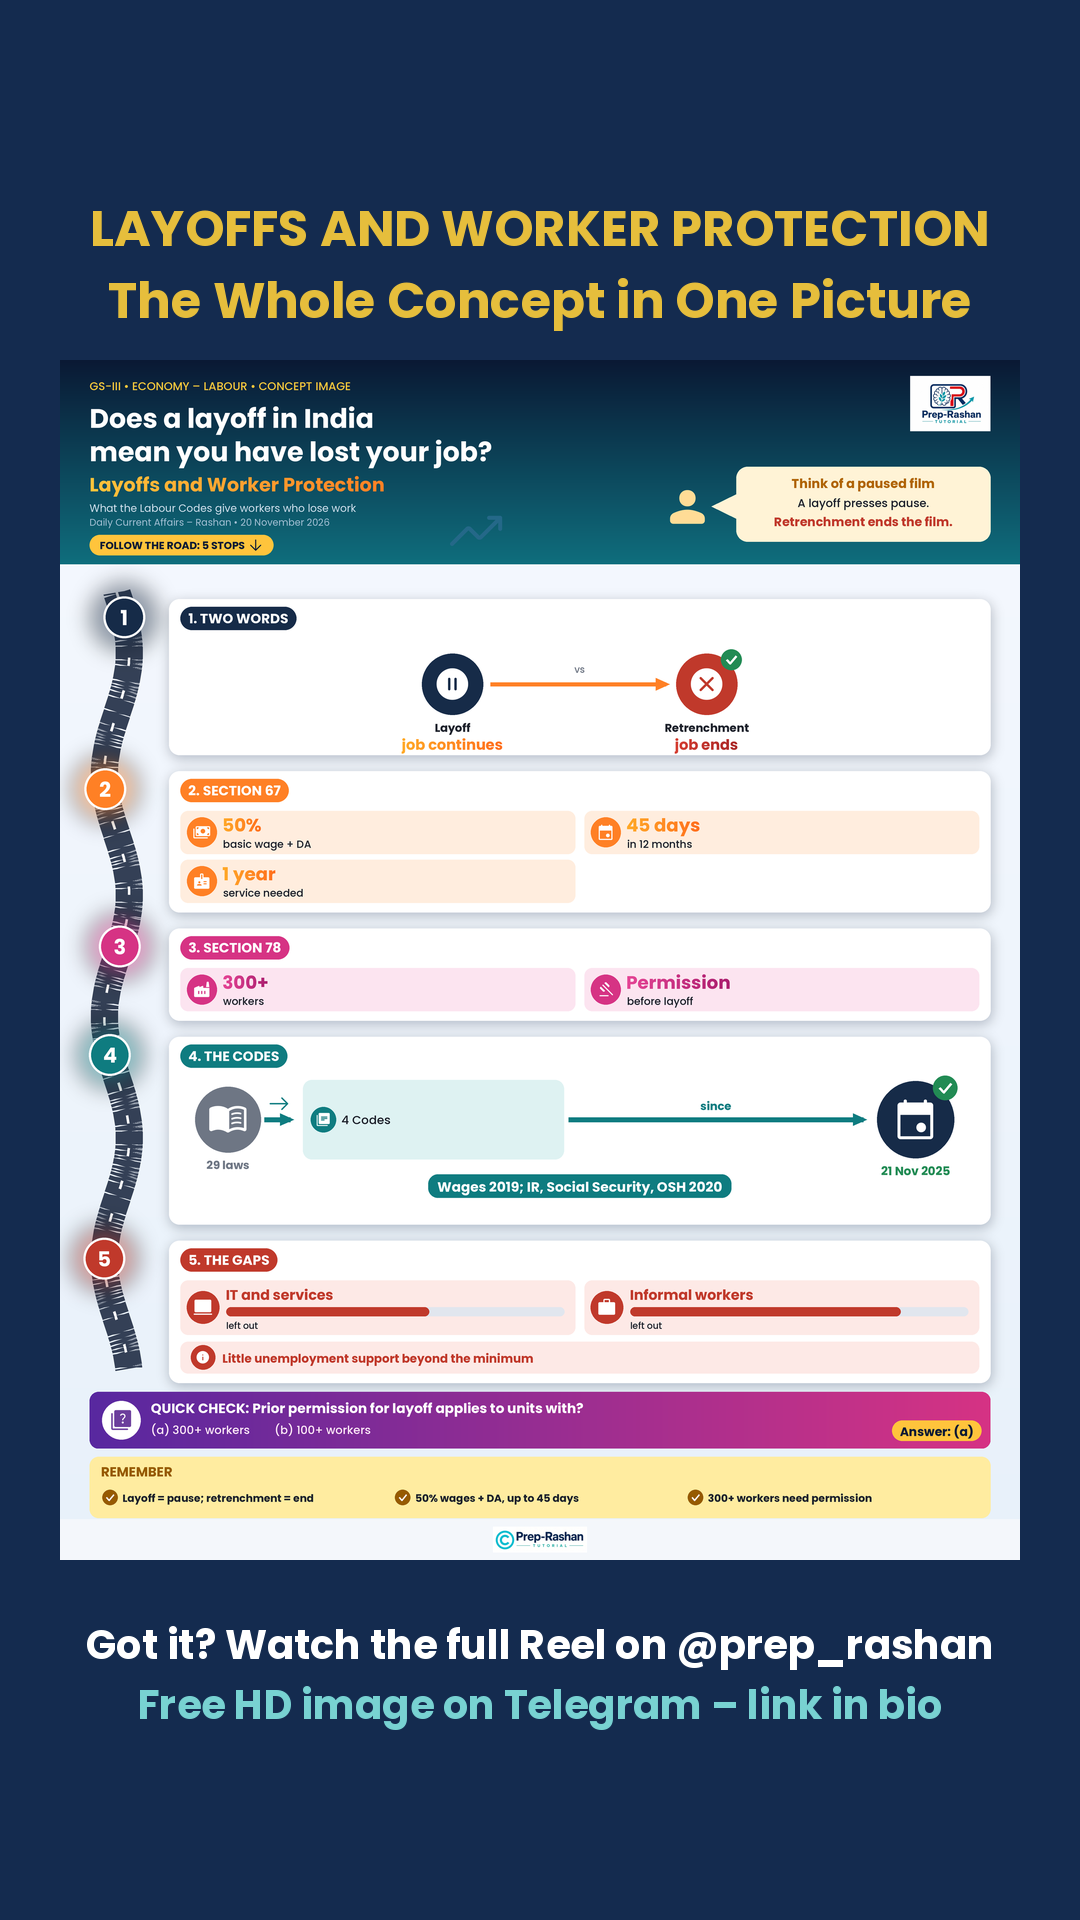 LAYOFFS AND WORKER PROTECTION
The Whole Concept in One Picture
GS-III • ECONOMY – LABOUR • CONCEPT IMAGE
Does a layoff in India
mean you have lost your job?
Layoffs and Worker Protection
What the Labour Codes give workers who lose work
Daily Current Affairs – Rashan • 20 November 2026
FOLLOW THE ROAD: 5 STOPS
Prep-Rashan
TUTORIAL
Think of a paused film
A layoff presses pause.
Retrenchment ends the film.
1
1. TWO WORDS
vs
Layoff
job continues
Retrenchment
job ends
2
2. SECTION 67
50%
basic wage + DA
45 days
in 12 months
1 year
service needed
3
3. SECTION 78
300+
workers
Permission
before layoff
4
4. THE CODES
29 laws
4 Codes
since
21 Nov 2025
Wages 2019; IR, Social Security, OSH 2020
5
5. THE GAPS
IT and services
left out
Informal workers
left out
Little unemployment support beyond the minimum
QUICK CHECK: Prior permission for layoff applies to units with?
(a) 300+ workers (b) 100+ workers
Answer: (a)
REMEMBER
Layoff = pause; retrenchment = end
50% wages + DA, up to 45 days
300+ workers need permission
© Prep-Rashan
TUTORIAL
Got it? Watch the full Reel on @prep_rashan
Free HD image on Telegram – link in bio